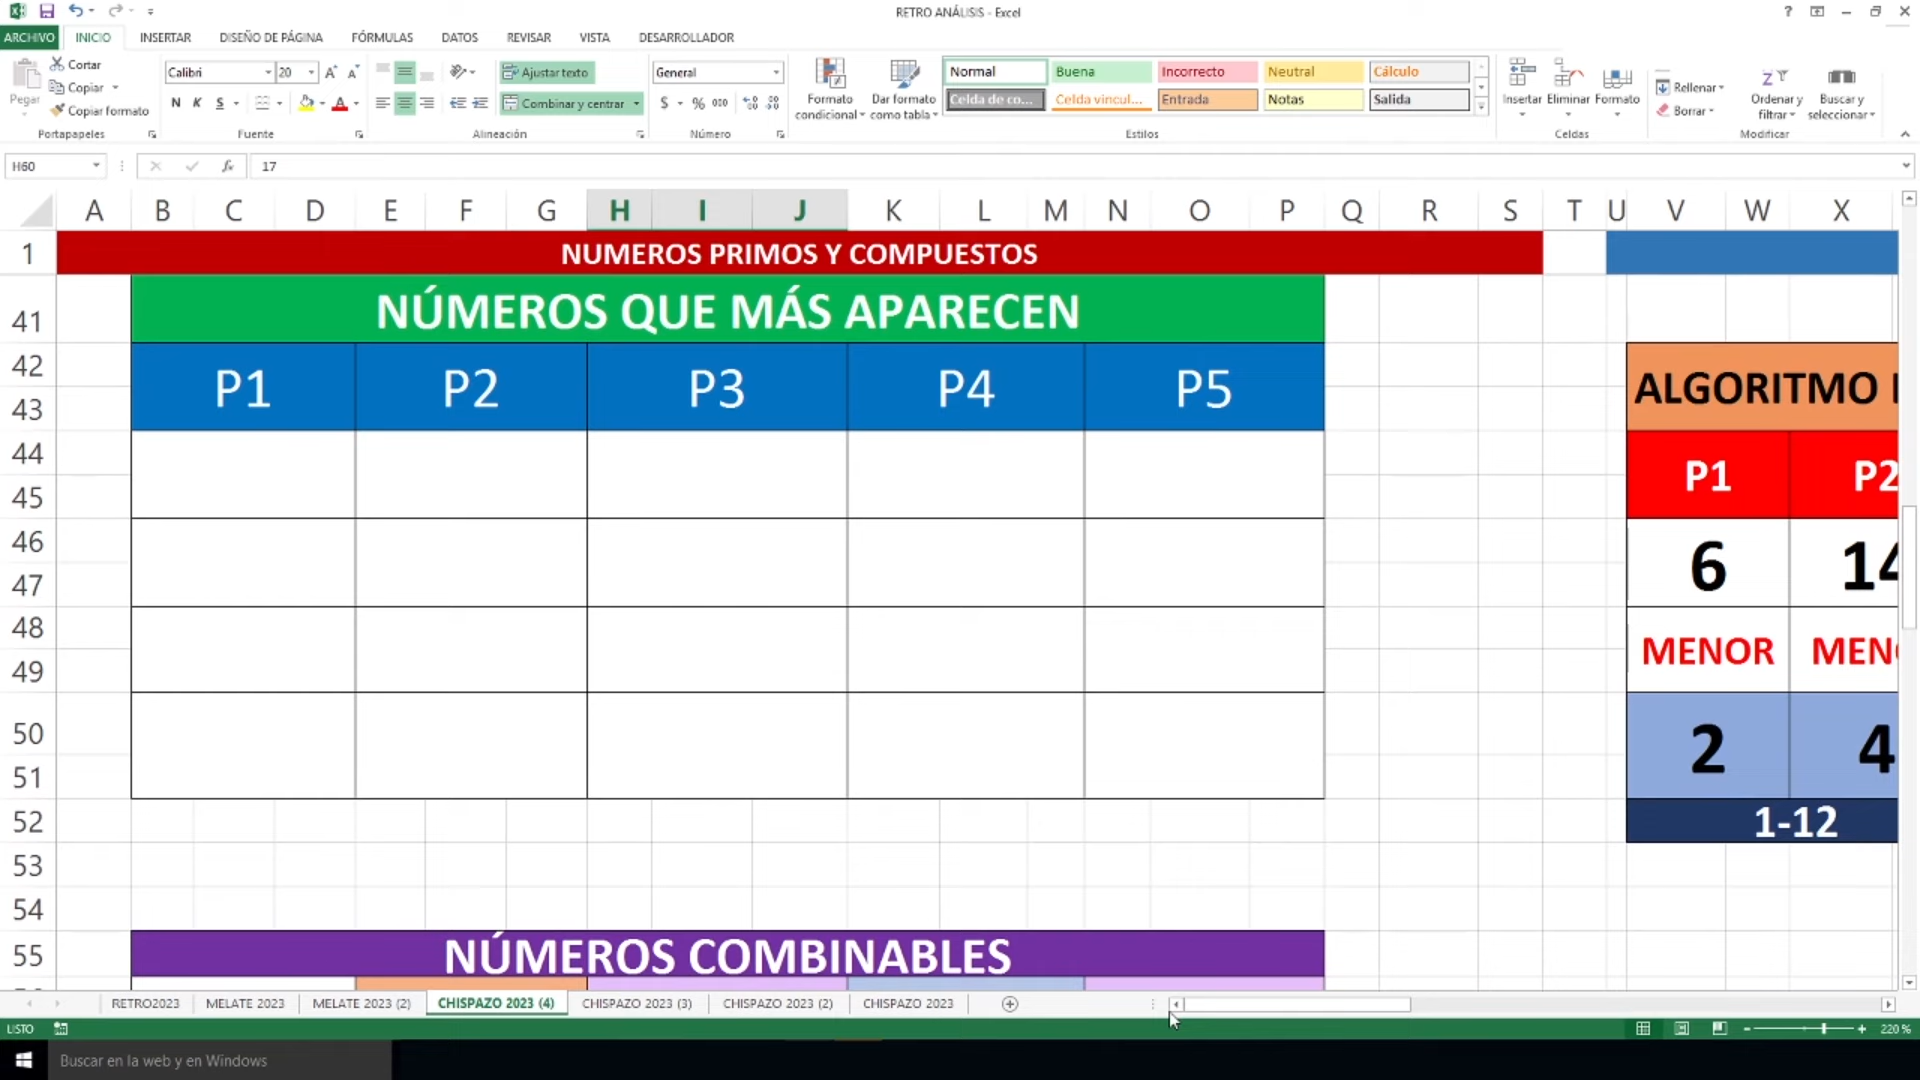 RETRO ANÁLISIS - Excel
ARCHIVO INICIO INSERTAR DISEÑO DE PÁGINA FÓRMULAS DATOS REVISAR VISTA DESARROLLADOR
Pegar
Cortar
Copiar
Copiar formato
Portapapeles
Calibri 20
N K S
Fuente
Ajustar texto
Combinar y centrar
Alineación
General
$ % 000
Número
Formato condicional
Dar formato como tabla
Normal Buena Incorrecto Neutral Cálculo
Celda de co... Celda vincul... Entrada Notas Salida
Estilos
Insertar Eliminar Formato
Celdas
Rellenar
Borrar
Ordenar y filtrar
Buscar y seleccionar
Modificar
H60 fx 17
A B C D E F G H I J K L M N O P Q R S T U V W X
1 NUMEROS PRIMOS Y COMPUESTOS
41 NÚMEROS QUE MÁS APARECEN
42
43
P1 P2 P3 P4 P5
ALGORITMO
44
45
P1 P2
46
47
6 14
48
49
MENOR MEN
50
51
2 4
52 1-12
53
54
55 NÚMEROS COMBINABLES
RETRO2023 MELATE 2023 MELATE 2023 (2) CHISPAZO 2023 (4) CHISPAZO 2023 (3) CHISPAZO 2023 (2) CHISPAZO 2023
LISTO 220 %
Buscar en la web y en Windows